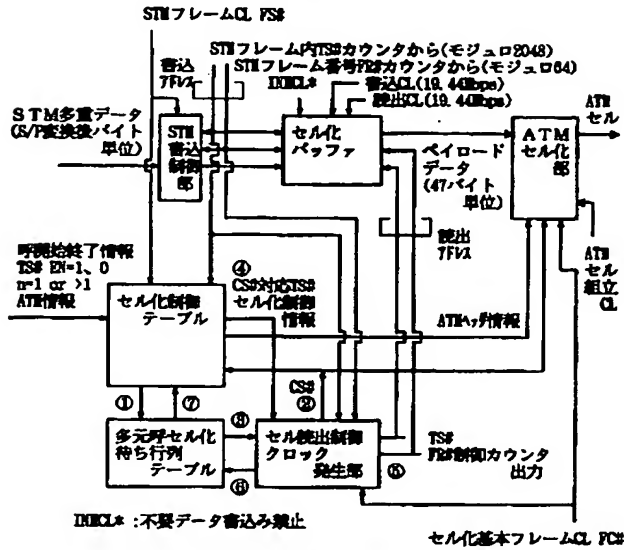 STMフレームCL FS#
STMフレーム内TS#カウンタから(モジュロ2048)
STMフレーム番号FR#カウンタから(モジュロ64)
書込
アドレス
INHCL*
書込CL(19.44Mbps)
読出CL(19.44Mbps)
STM多重データ
(S/P変換後バイト
単位)
STM
書込
制御
部
セル化
バッファ
ペイロード
データ
(47バイト
単位)
ATM
セル化
部
ATM
セル
読出
アドレス
ATM
セル
組立
CL
呼開始終了情報
TS# EN=1、0
n=1 or >1
ATM情報
セル化制御
テーブル
④
CS#対応TS#
セル化制御
情報
ATMヘッダ情報
CS#
②
①
⑦
多元呼セル化
待ち行列
テーブル
③
⑥
セル読出制御
クロック
発生部
⑤
TS#
FR#制御カウンタ
出力
INHCL* :不要データ書込み禁止
セル化基本フレームCL FC#